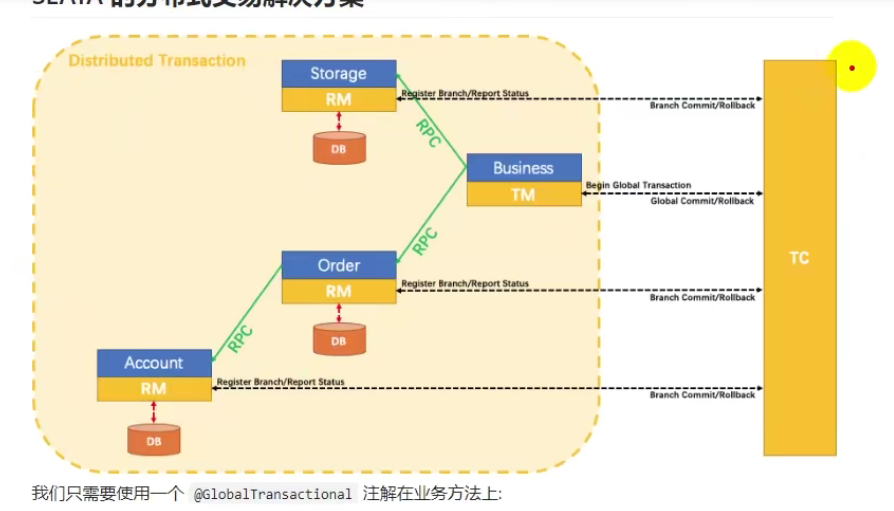 SEATA 的分布式交易解决方案
Distributed Transaction
Storage
RM
Register Branch/Report Status
Branch Commit/Rollback
DB
RPC
Business
TM
Begin Global Transaction
Global Commit/Rollback
TC
RPC
Order
RM
Register Branch/Report Status
Branch Commit/Rollback
DB
RPC
Account
RM
Register Branch/Report Status
Branch Commit/Rollback
DB
我们只需要使用一个 @GlobalTransactional 注解在业务方法上: